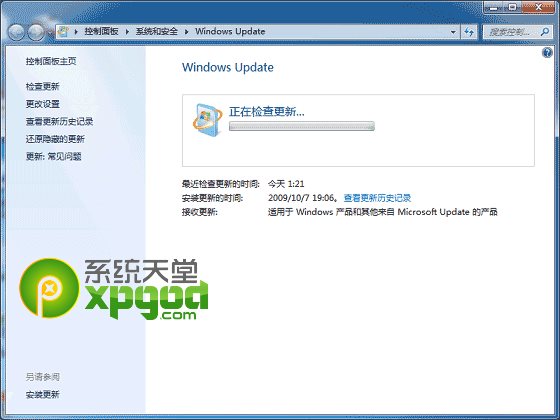 控制面板 ▸ 系统和安全 ▸ Windows Update
搜索控制...
控制面板主页
检查更新
更改设置
查看更新历史记录
还原隐藏的更新
更新: 常见问题
Windows Update
正在检查更新...
最近检查更新的时间: 今天 1:21
安装更新的时间: 2009/10/7 19:06。 查看更新历史记录
接收更新: 适用于 Windows 产品和其他来自 Microsoft Update 的产品
系统天堂
xpgod
.com
另请参阅
安装更新